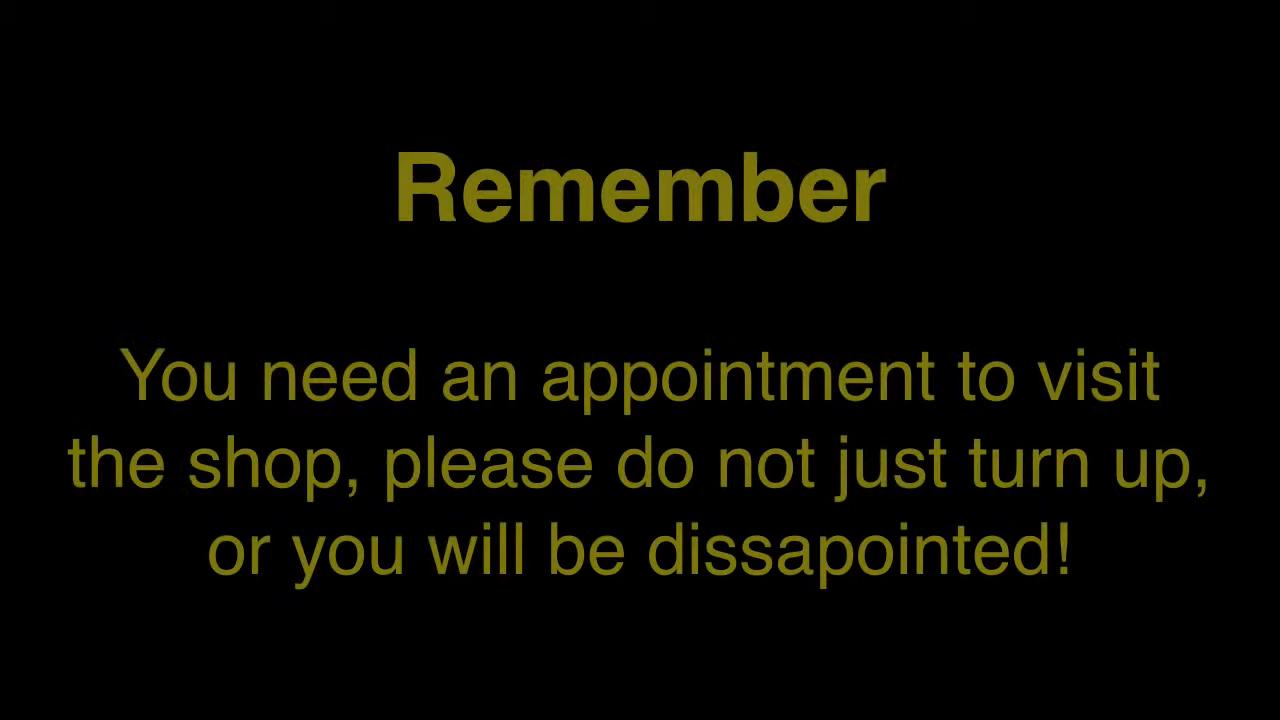 Remember
You need an appointment to visit
the shop, please do not just turn up,
or you will be dissapointed!